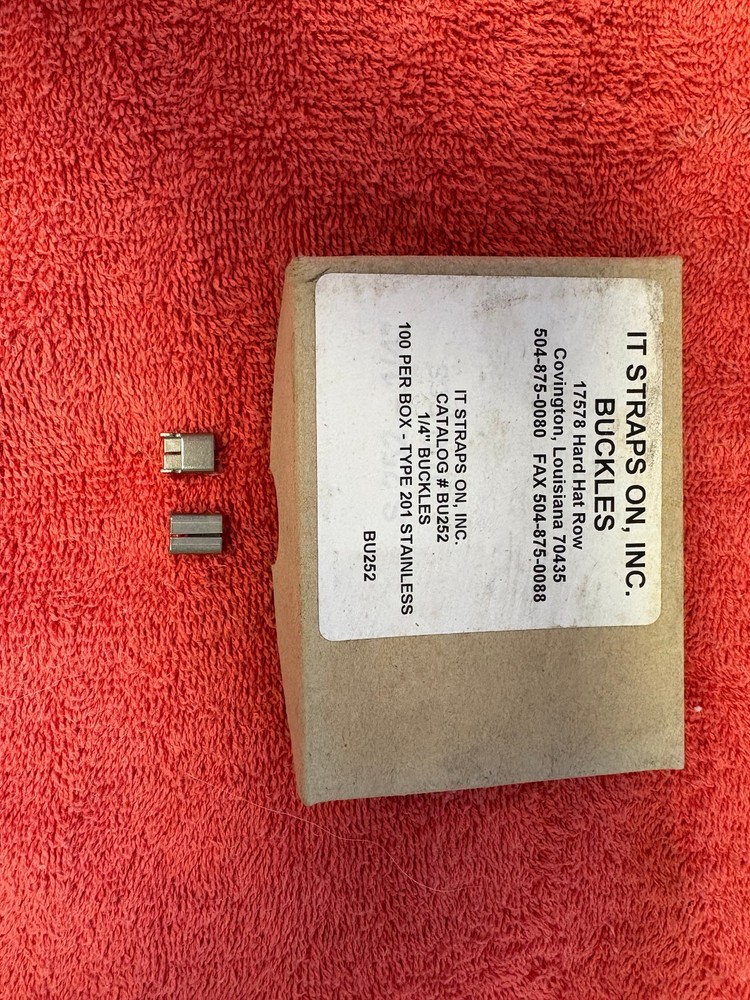 IT STRAPS ON, INC.
BUCKLES
17578 Hard Hat Row
Covington, Louisiana 70435
504-875-0080 FAX 504-875-0088
IT STRAPS ON, INC.
CATALOG # BU252
1/4" BUCKLES
100 PER BOX - TYPE 201 STAINLESS
BU252